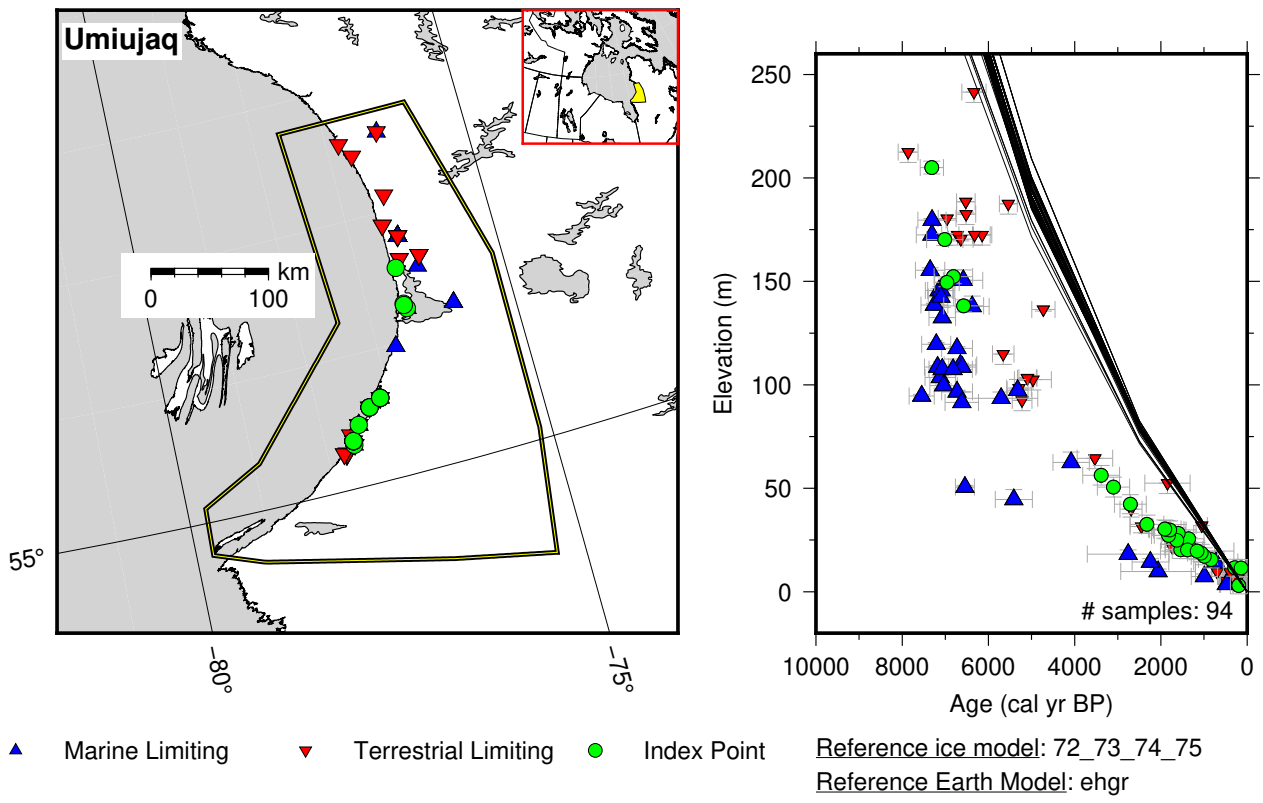 Umiujaq
km
0 100
55°
−80°
−75°
250
200
150
100
50
0
Elevation (m)
# samples: 94
10000 8000 6000 4000 2000 0
Age (cal yr BP)
Marine Limiting Terrestrial Limiting Index Point
Reference ice model: 72_73_74_75
Reference Earth Model: ehgr